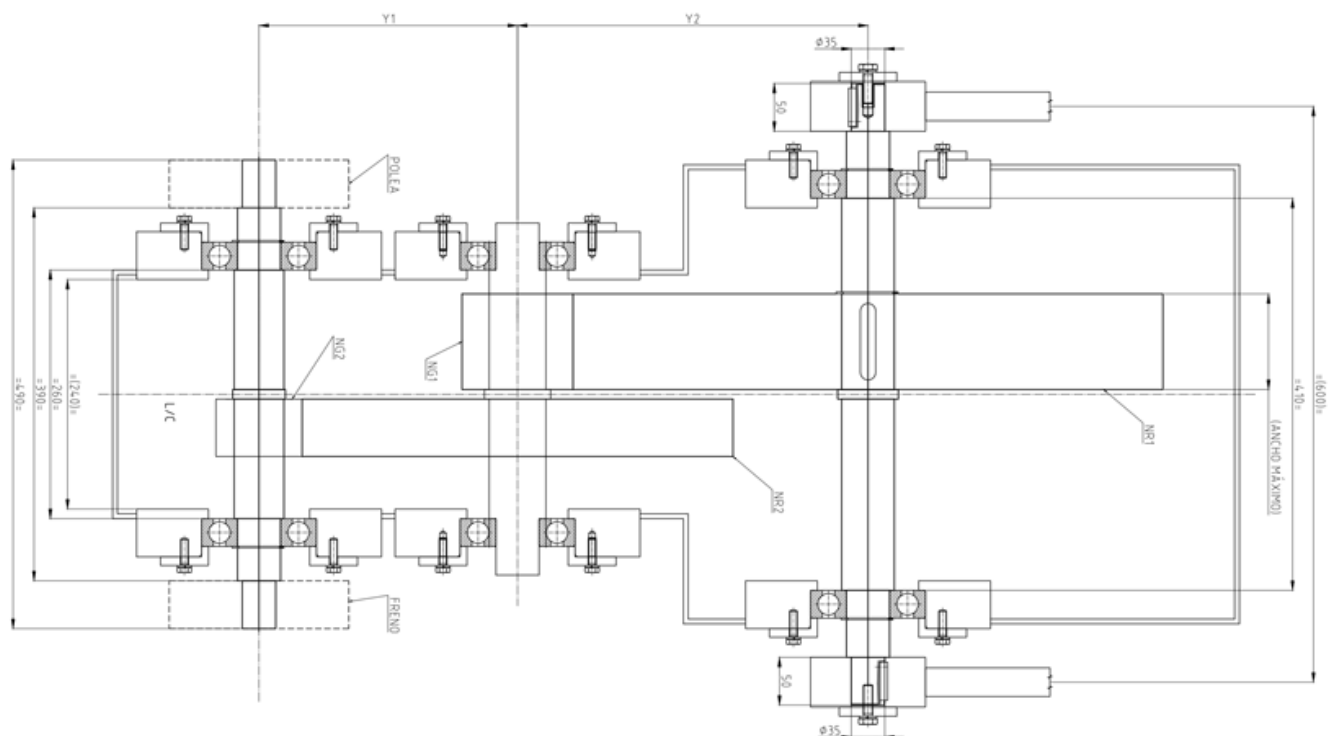 Y1
Y2
Ø35
50
POLEA
NG2
NG1
L/C
=(240)=
=260=
=390=
=490=
NR1
NR2
(ANCHO MÁXIMO)
=410=
=(600)=
FRENO
50
Ø35